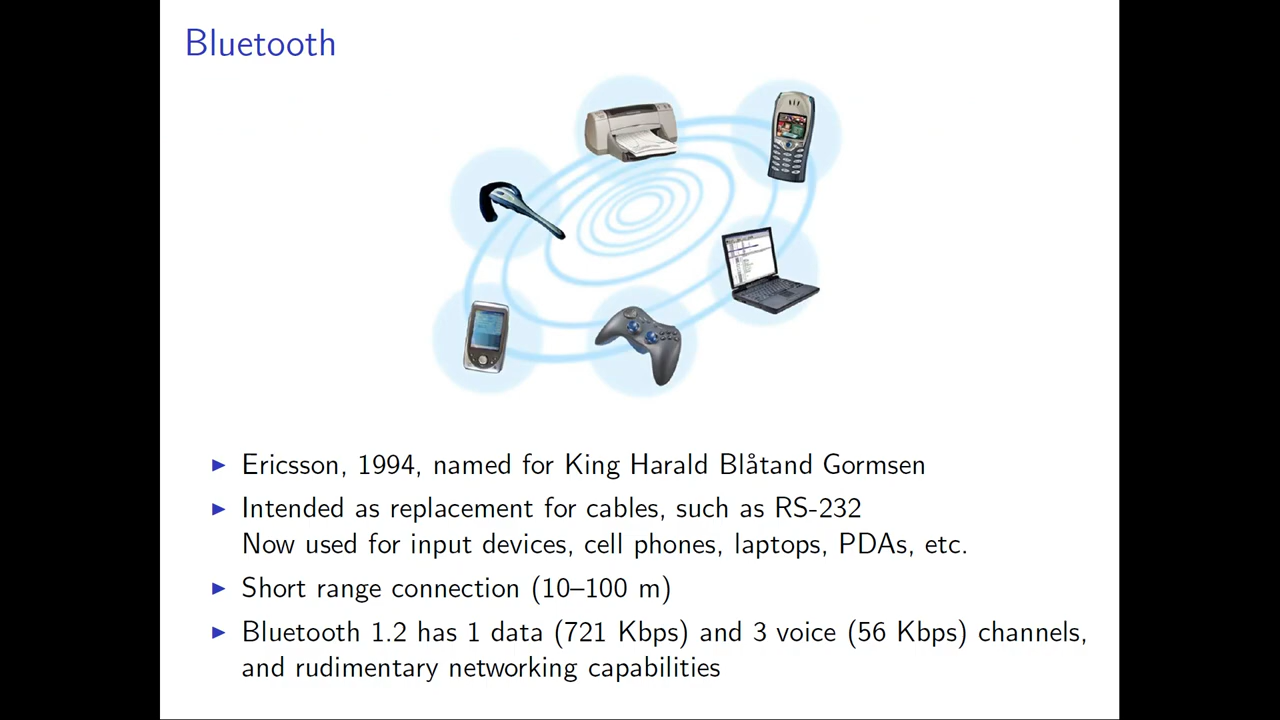 Bluetooth
Ericsson, 1994, named for King Harald Blåtand Gormsen
Intended as replacement for cables, such as RS-232
Now used for input devices, cell phones, laptops, PDAs, etc.
Short range connection (10–100 m)
Bluetooth 1.2 has 1 data (721 Kbps) and 3 voice (56 Kbps) channels,
and rudimentary networking capabilities